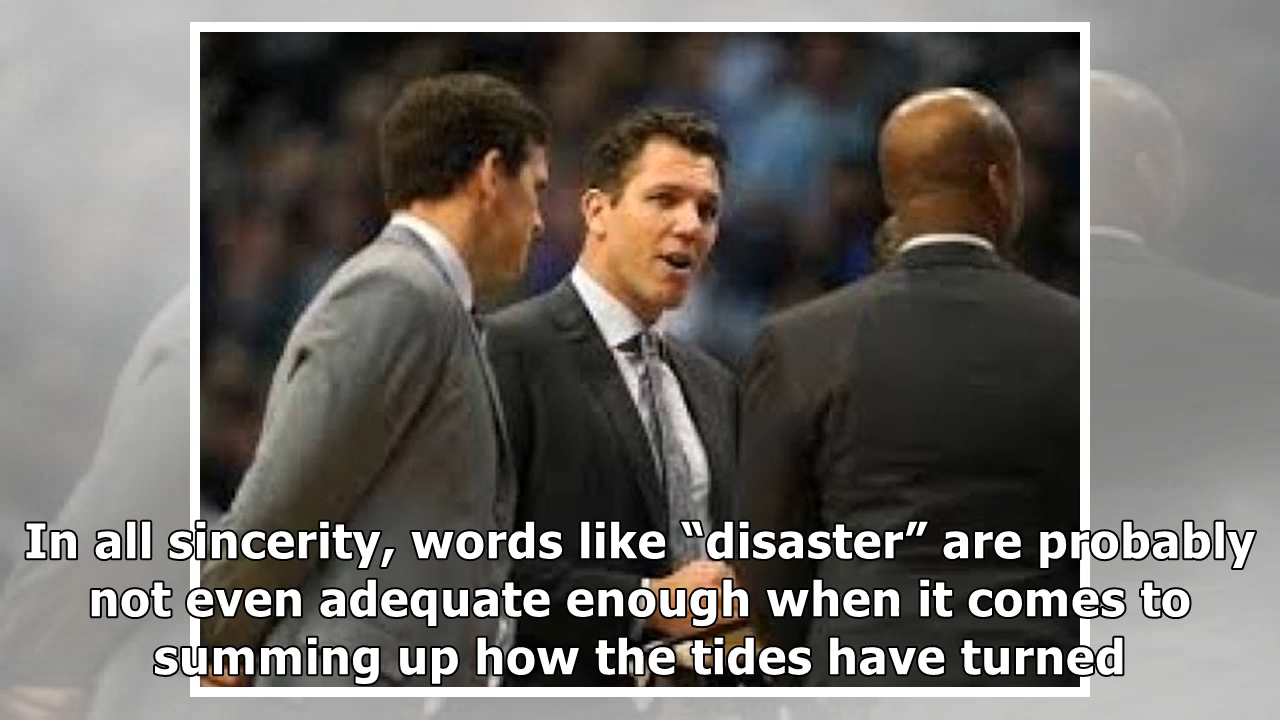 In all sincerity, words like “disaster” are probably
not even adequate enough when it comes to
summing up how the tides have turned